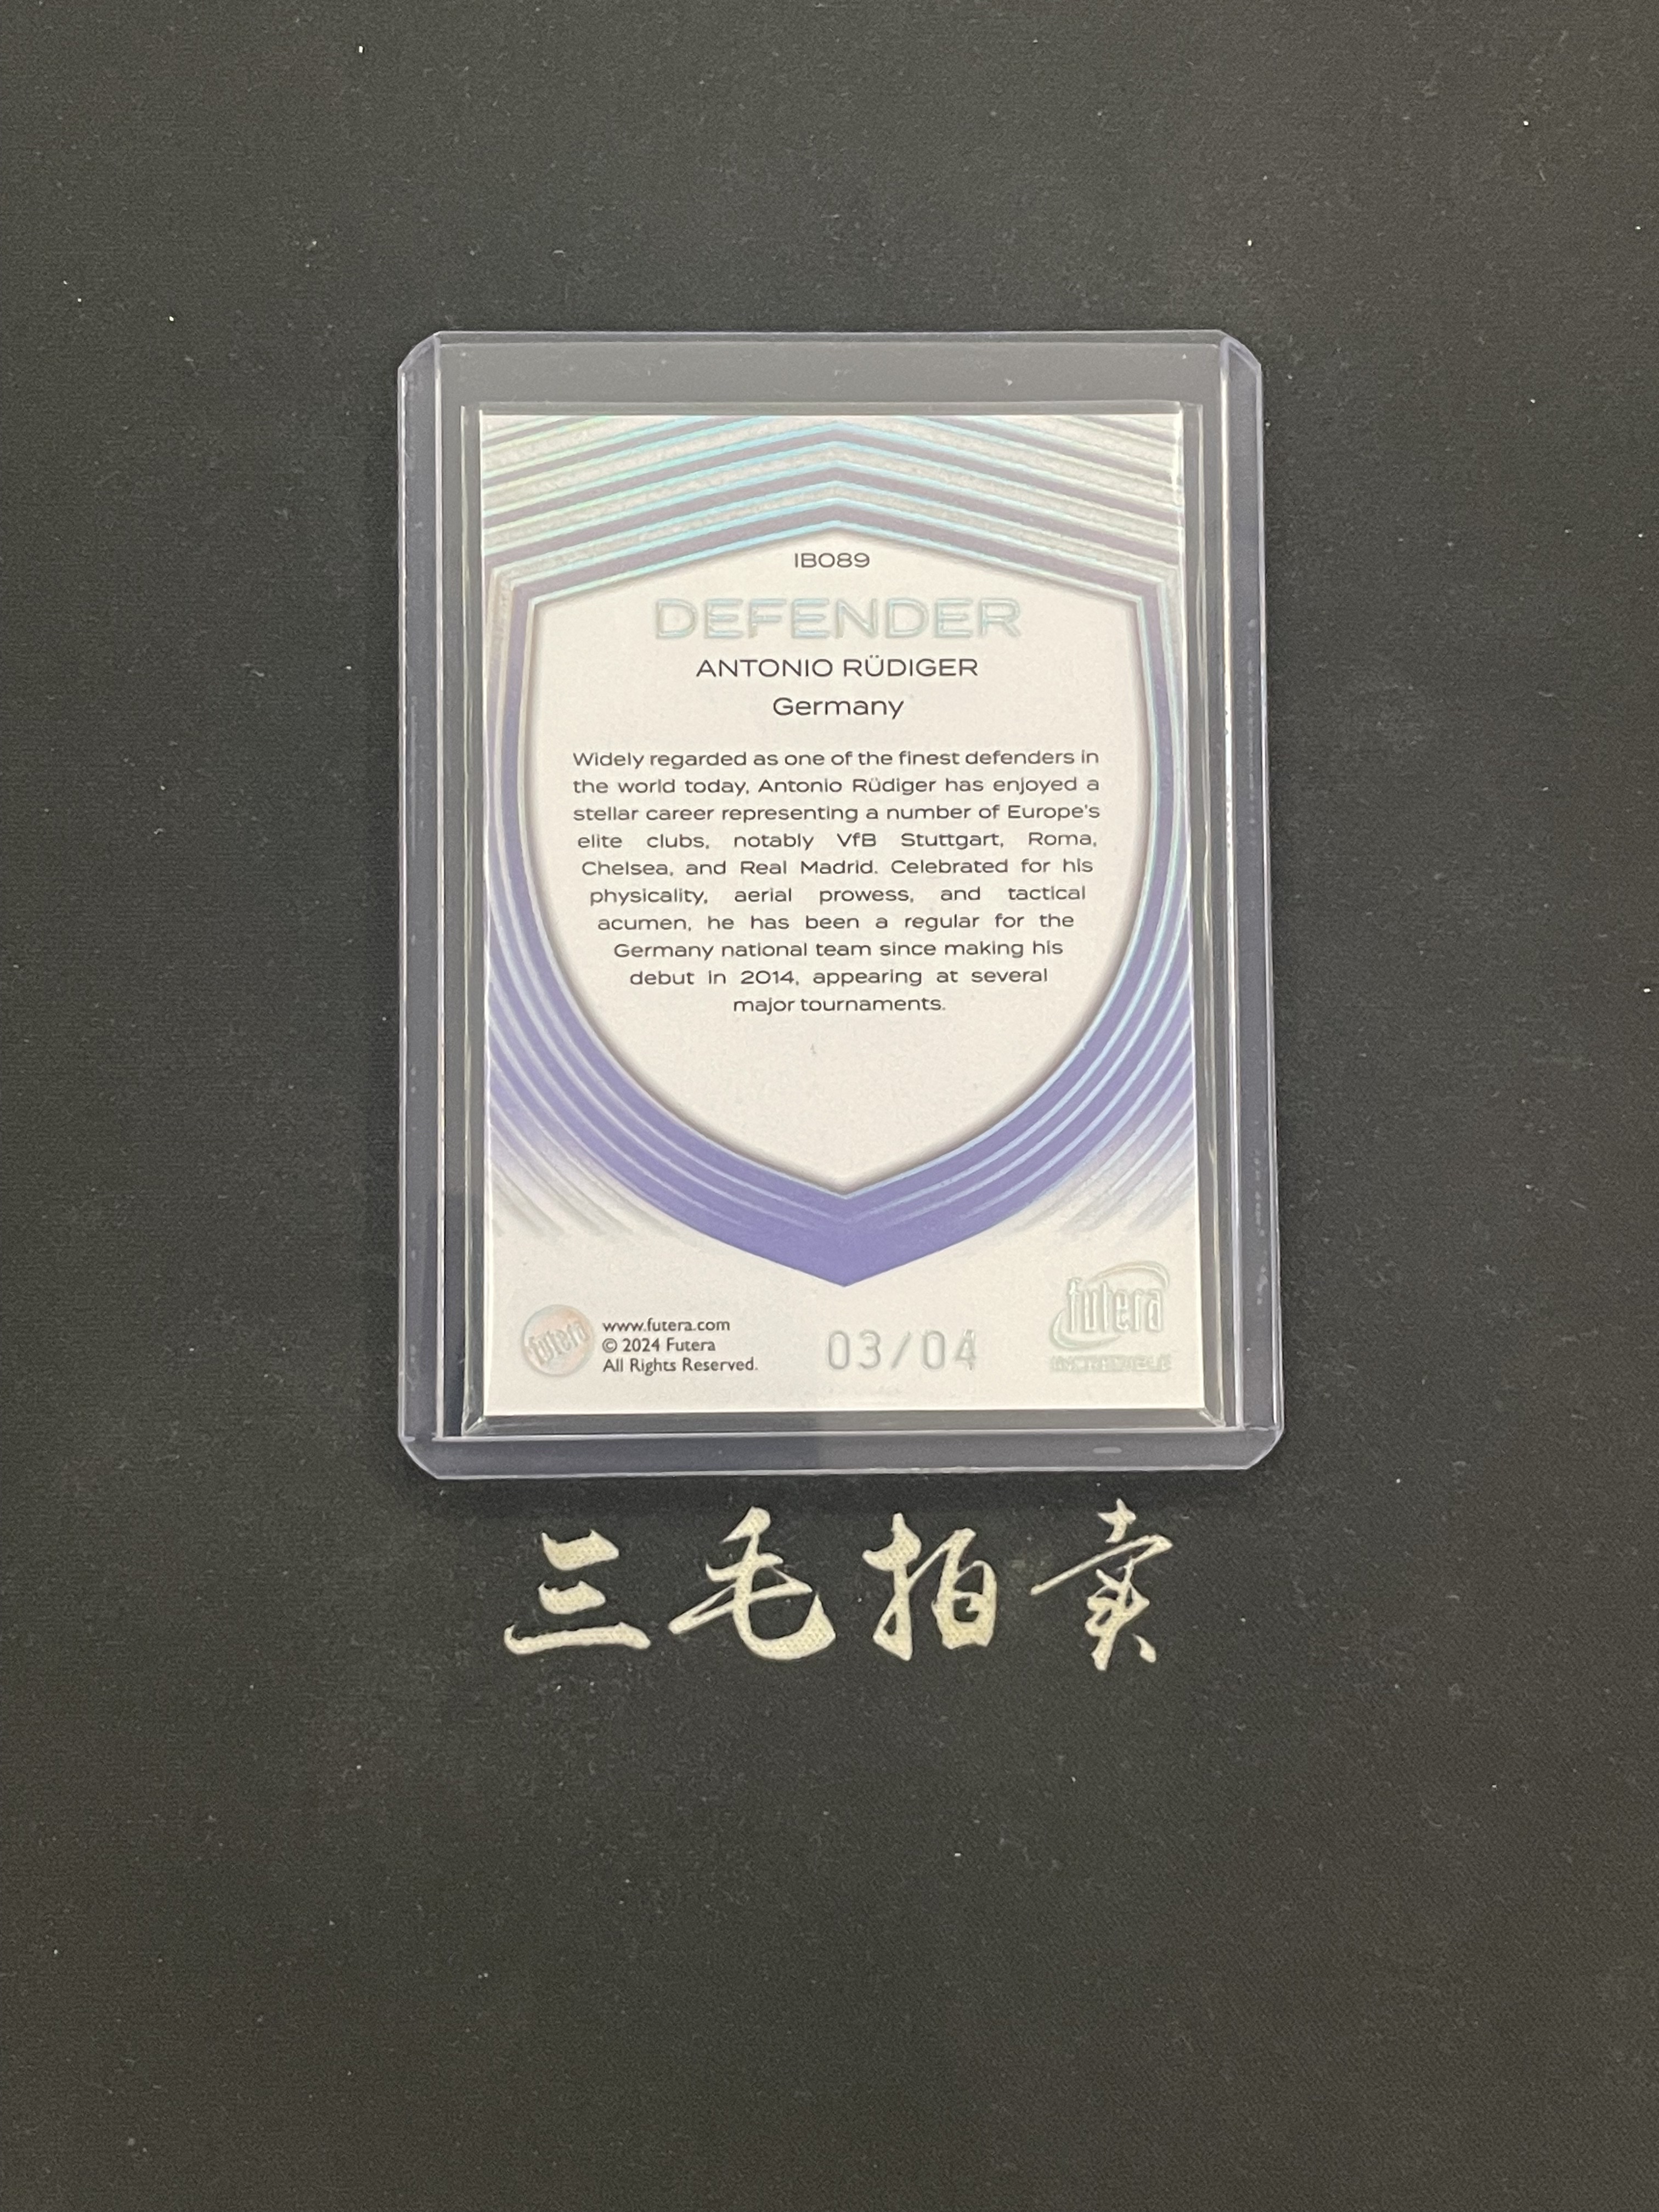 IB089
DEFENDER
ANTONIO RÜDIGER
Germany
Widely regarded as one of the finest defenders in
the world today, Antonio Rüdiger has enjoyed a
stellar career representing a number of Europe's
elite clubs, notably VfB Stuttgart, Roma,
Chelsea, and Real Madrid. Celebrated for his
physicality, aerial prowess, and tactical
acumen, he has been a regular for the
Germany national team since making his
debut in 2014, appearing at several
major tournaments.
futera
www.futera.com
© 2024 Futera
All Rights Reserved.
03/04
futera
INCREDIBLE
三毛拍卖